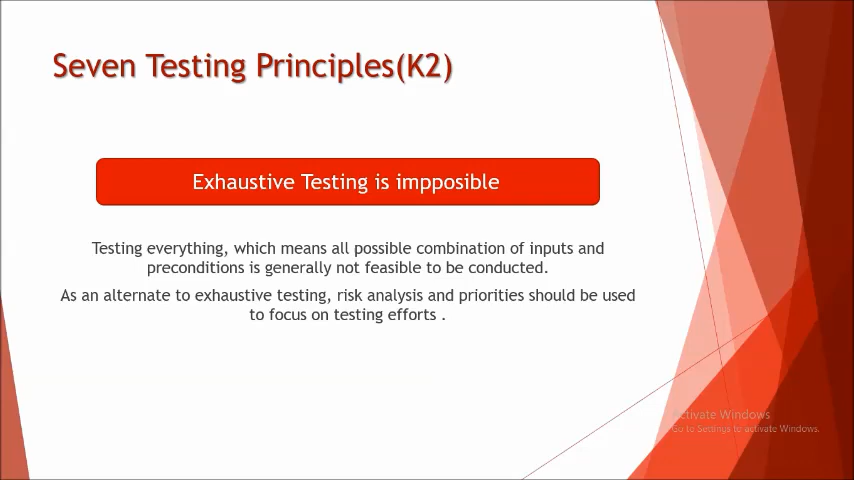 Seven Testing Principles(K2)
Exhaustive Testing is impposible
Testing everything, which means all possible combination of inputs and
preconditions is generally not feasible to be conducted.
As an alternate to exhaustive testing, risk analysis and priorities should be used
to focus on testing efforts .
Activate Windows
Go to Settings to activate Windows.